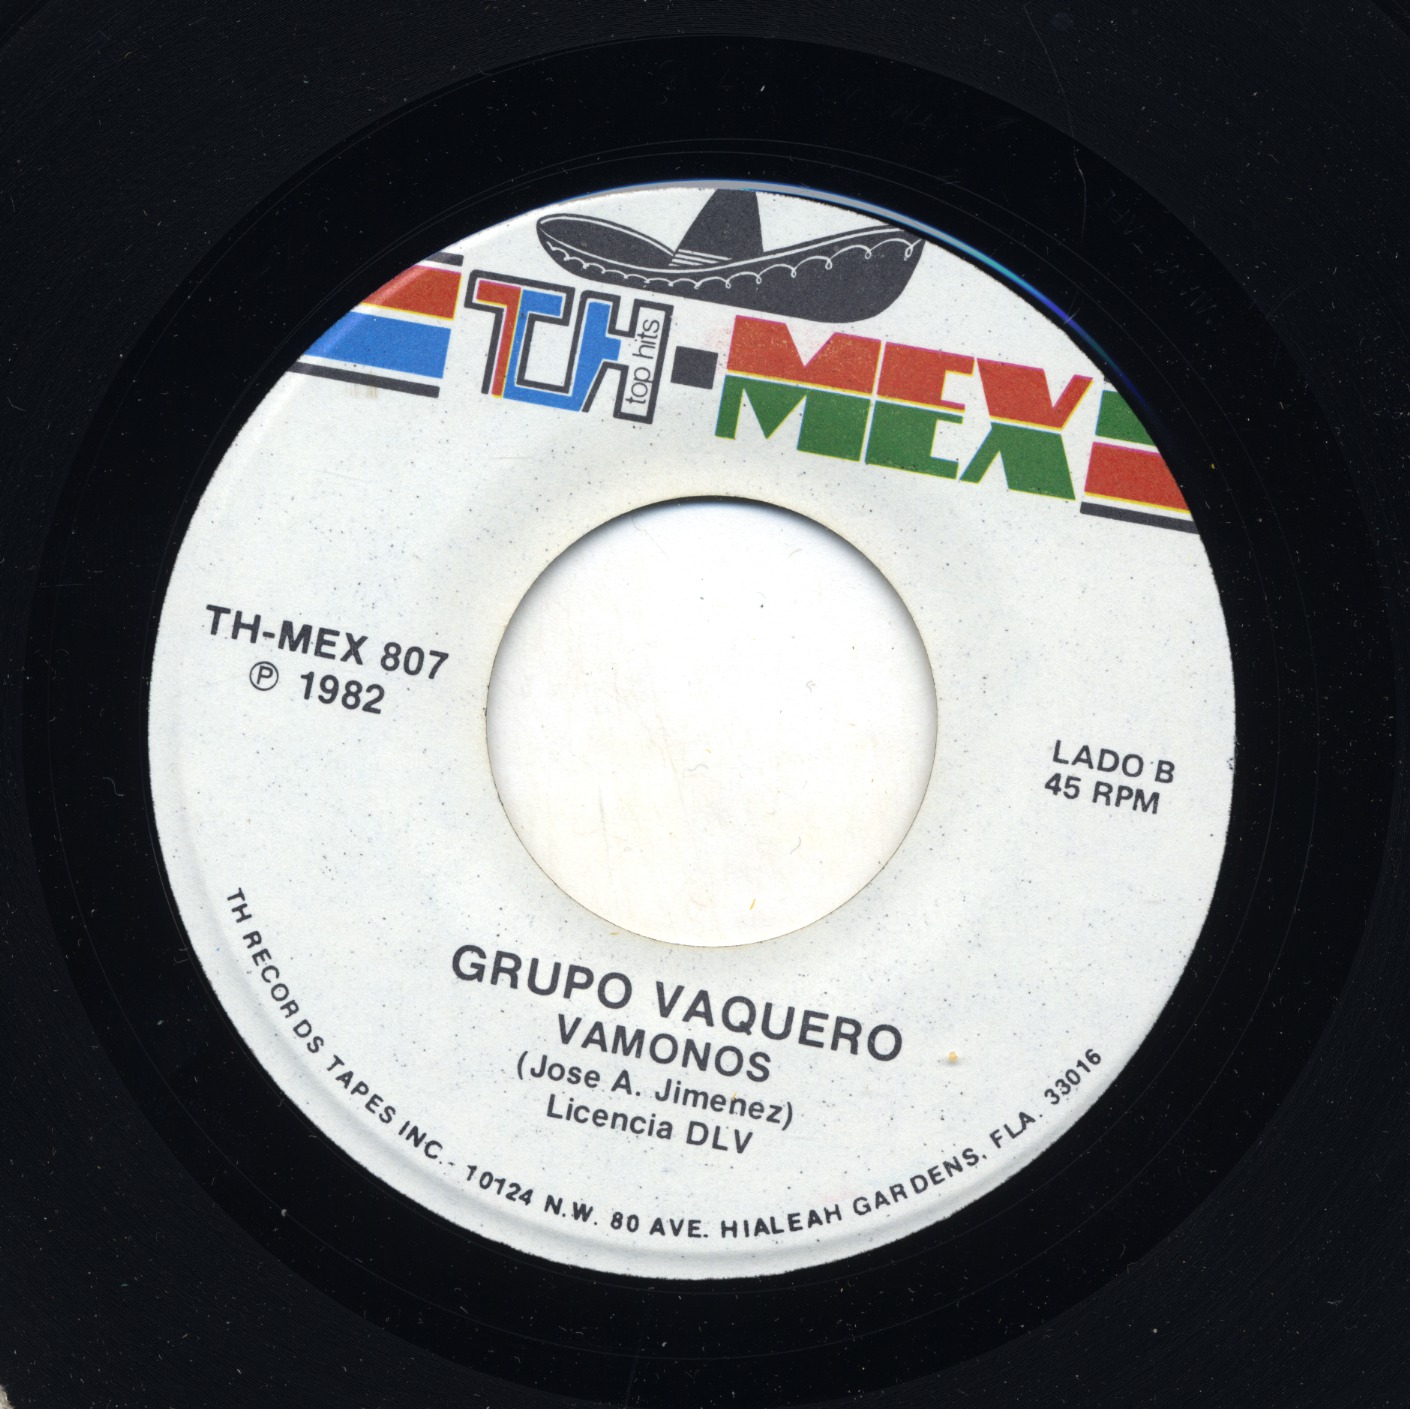 TH top hits - MEX
TH-MEX 807
℗ 1982
LADO B
45 RPM
GRUPO VAQUERO
VAMONOS
(Jose A. Jimenez)
Licencia DLV
TH RECORDS TAPES INC. - 10124 N.W. 80 AVE. HIALEAH GARDENS, FLA. 33016